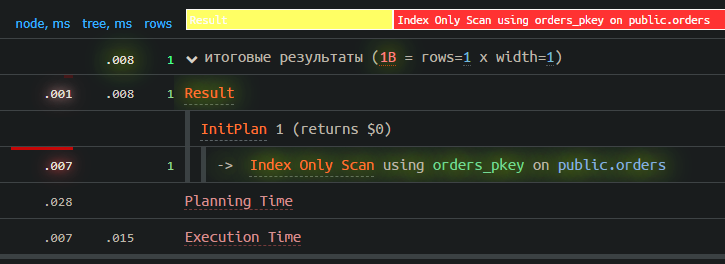 node, ms tree, ms rows Result Index Only Scan using orders_pkey on public.orders
.008 1 итоговые результаты (1B = rows=1 x width=1)
.001 .008 1 Result
InitPlan 1 (returns $0)
.007 1 -> Index Only Scan using orders_pkey on public.orders
.028 Planning Time
.007 .015 Execution Time